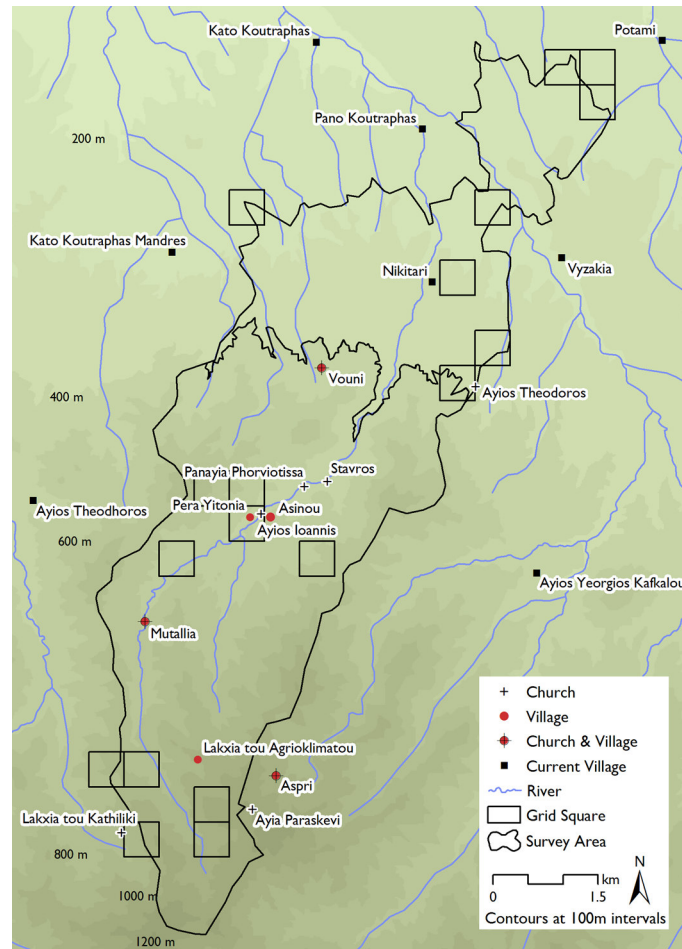 Kato Koutraphas
Potami
Pano Koutraphas
200 m
Kato Koutraphas Mandres
Vyzakia
Nikitari
Vouni
Ayios Theodoros
400 m
Stavros
Panayia Phorviotissa
Pera Yitonia
Asinou
Ayios Theodhoros
Ayios Ioannis
600 m
Ayios Yeorgios Kafkalou
Mutallia
Lakxia tou Agrioklimatou
Aspri
Ayia Paraskevi
Lakxia tou Kathiliki
800 m
1000 m
1200 m
Church
Village
Church & Village
Current Village
River
Grid Square
Survey Area
N
km
0 1.5
Contours at 100m intervals